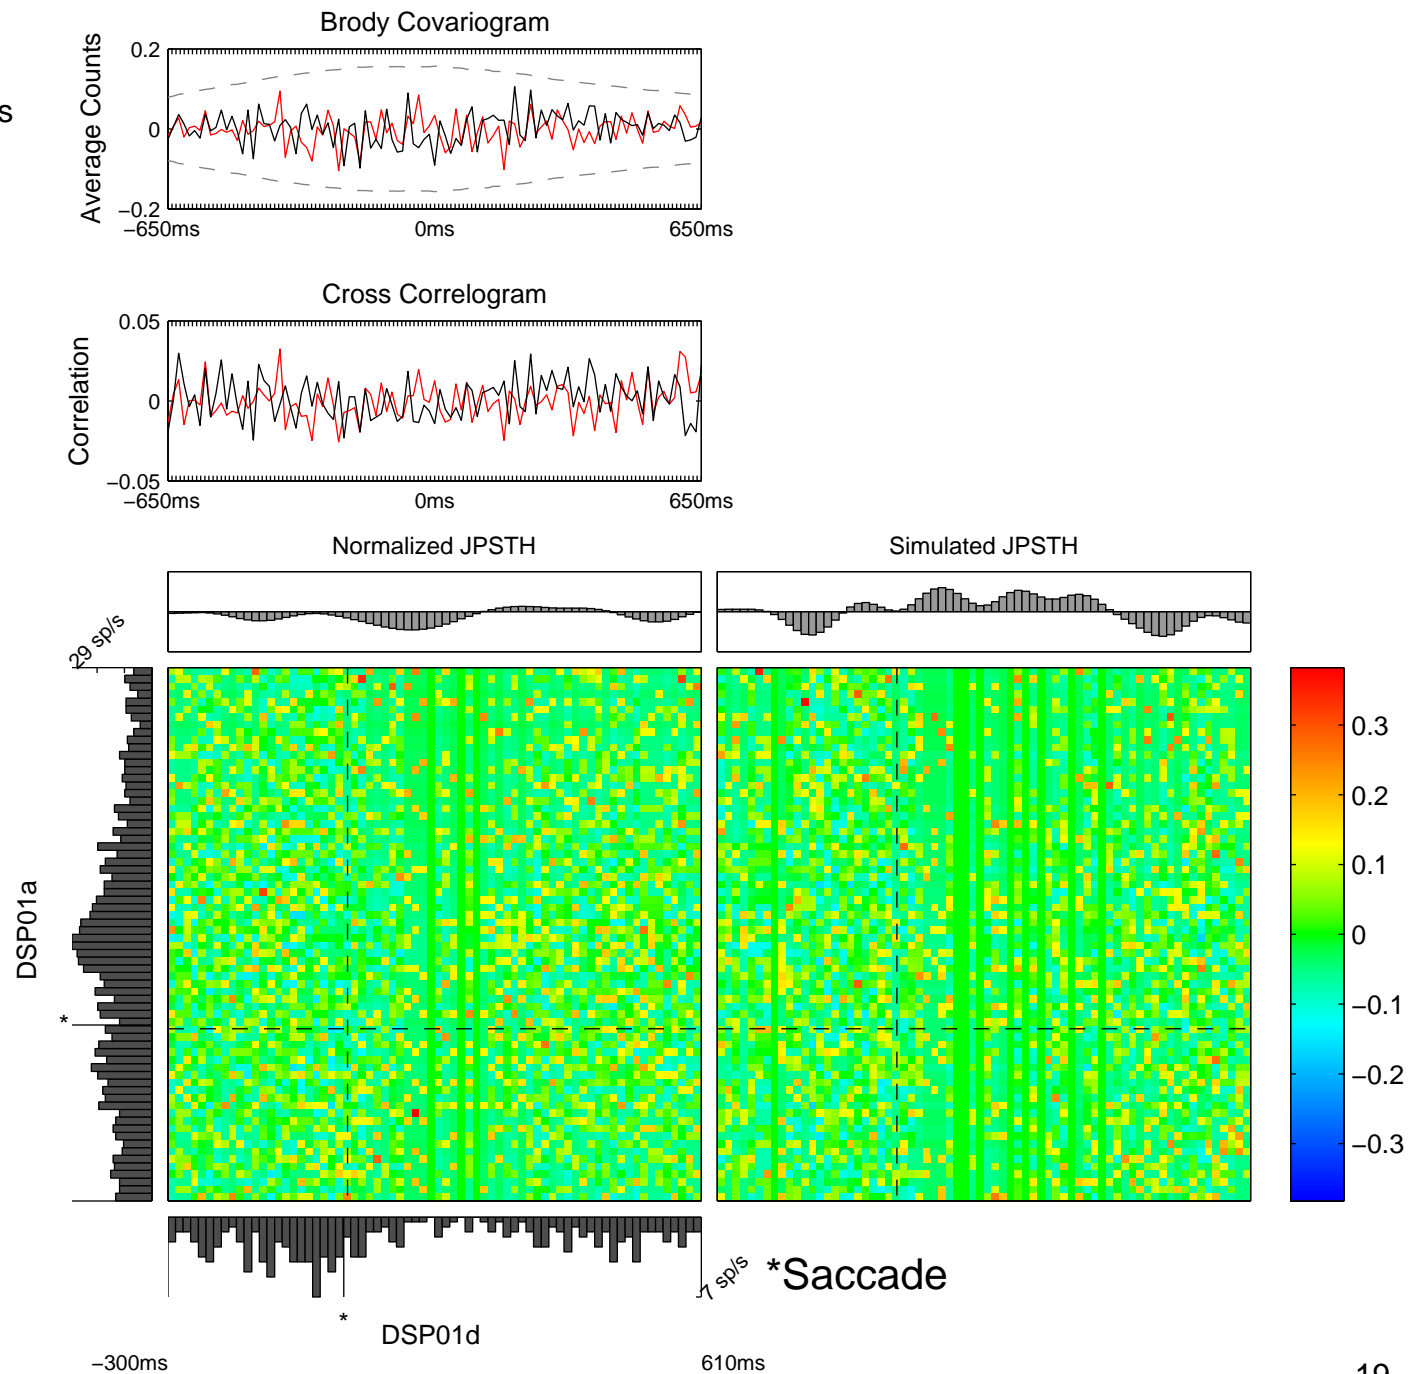 Brody Covariogram
s
Average Counts
0.2
0
−0.2
−650ms
0ms
650ms
Cross Correlogram
Correlation
0.05
0
−0.05
−650ms
0ms
650ms
Normalized JPSTH
Simulated JPSTH
29 sp/s
DSP01a
*
0.3
0.2
0.1
0
−0.1
−0.2
−0.3
7 sp/s
*Saccade
*
DSP01d
−300ms
610ms
19